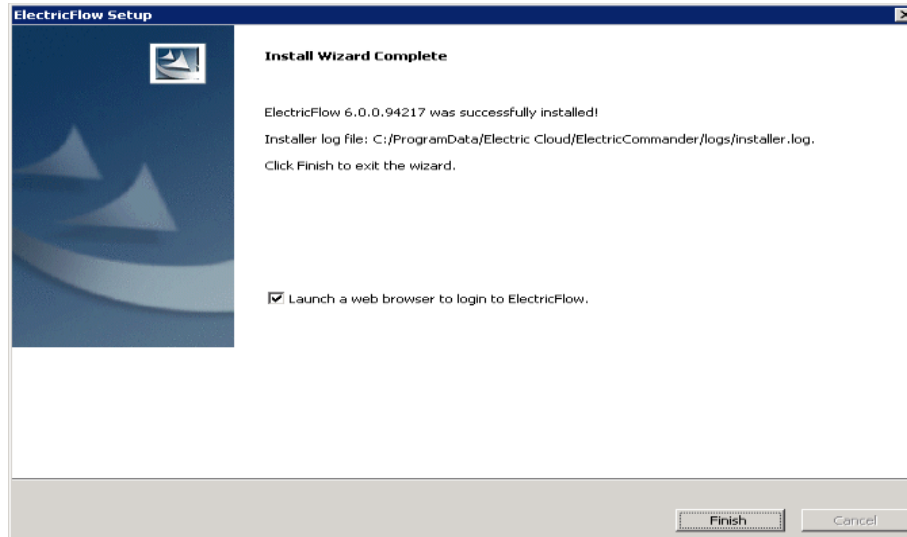 ElectricFlow Setup
Install Wizard Complete
ElectricFlow 6.0.0.94217 was successfully installed!
Installer log file: C:/ProgramData/Electric Cloud/ElectricCommander/logs/installer.log.
Click Finish to exit the wizard.
Launch a web browser to login to ElectricFlow.
Finish
Cancel